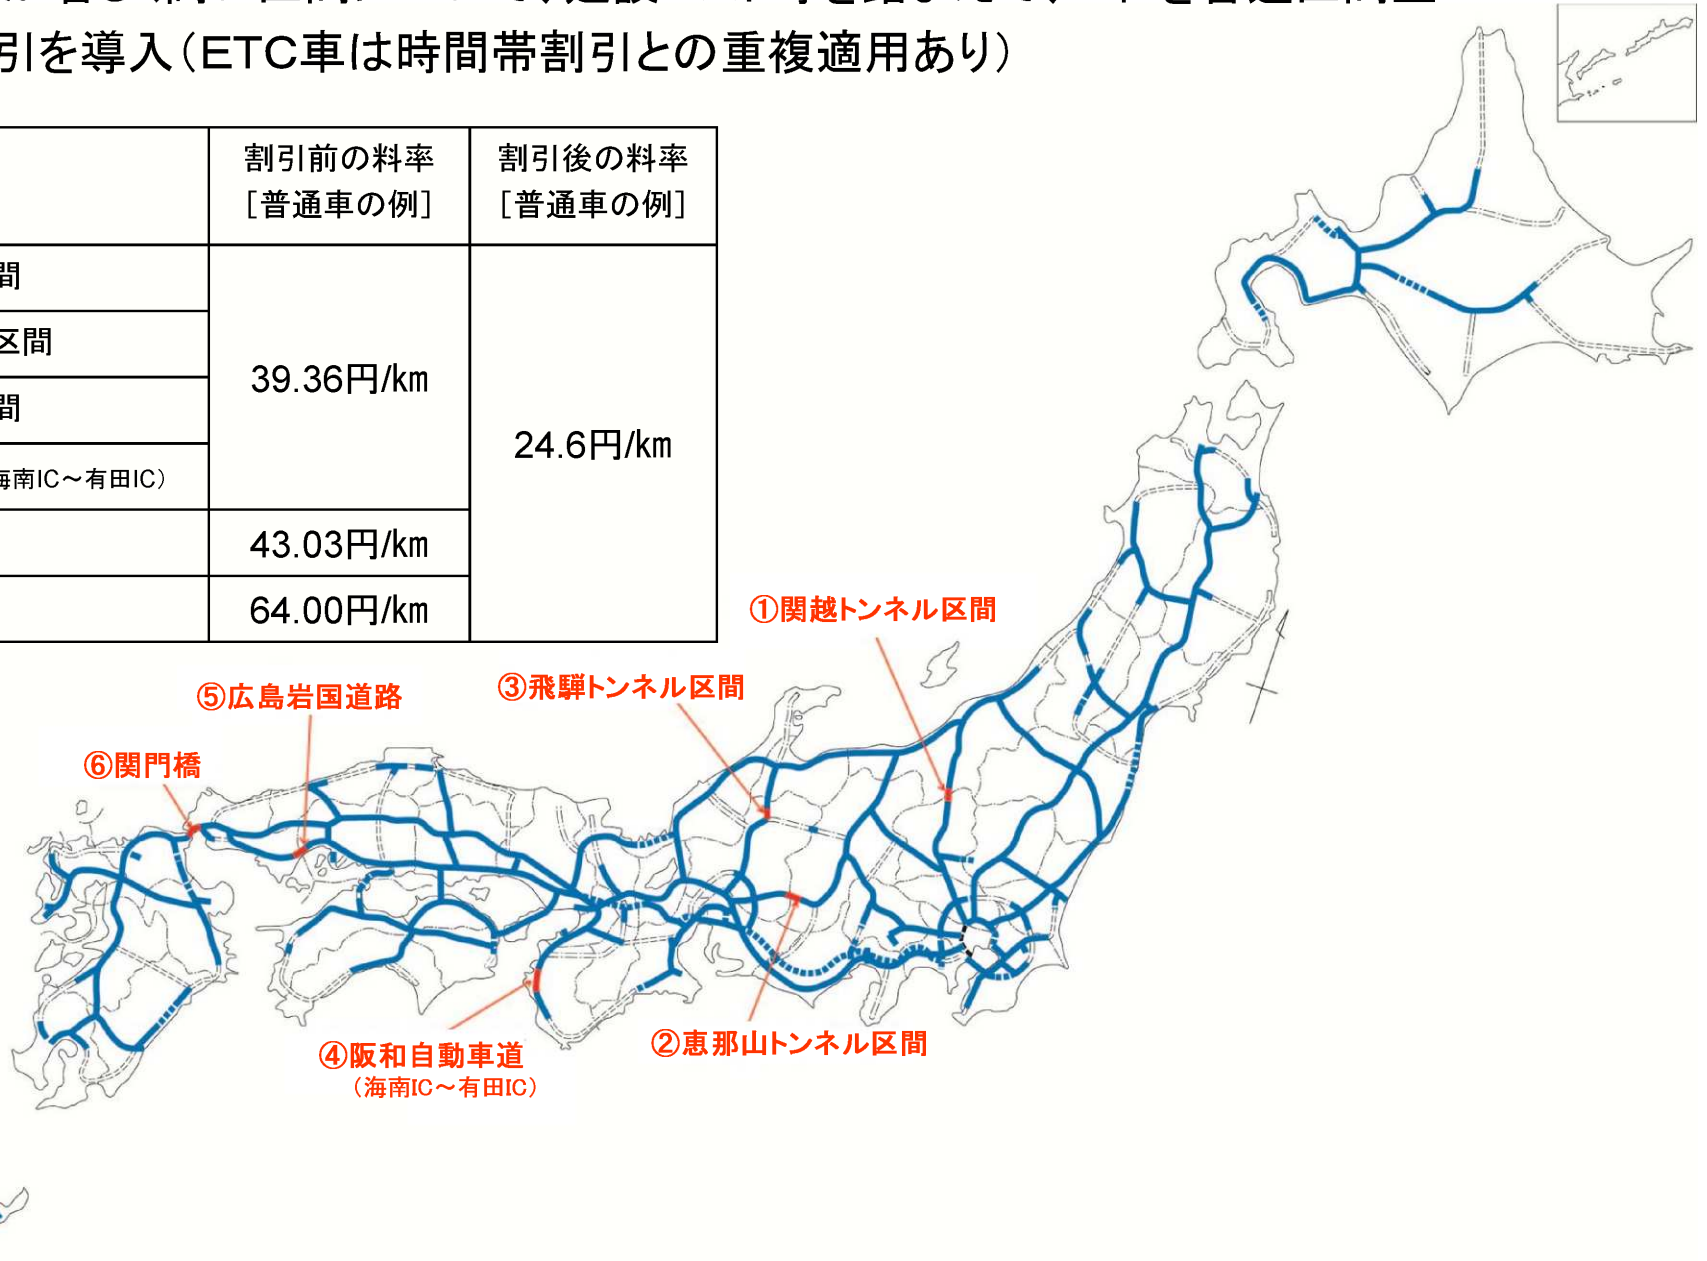 引を導入（ＥＴＣ車は時間帯割引との重複適用あり）
割引前の料率
［普通車の例］
割引後の料率
［普通車の例］
間
区間
間
海南IC～有田IC）
39.36円/㎞
24.6円/㎞
43.03円/㎞
64.00円/㎞
①関越トンネル区間
③飛騨トンネル区間
⑤広島岩国道路
⑥関門橋
②恵那山トンネル区間
④阪和自動車道
（海南IC～有田IC）